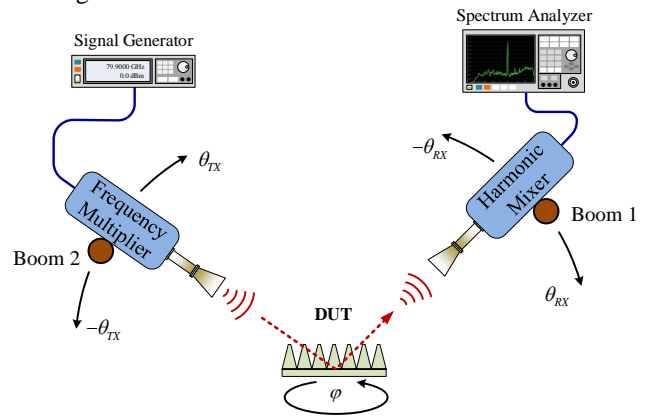 Spectrum Analyzer
Signal Generator
79.9000 GHz
0.0 dBm
θTX
−θRX
Frequency
Multiplier
Harmonic
Mixer
Boom 1
Boom 2
−θTX
DUT
θRX
φ